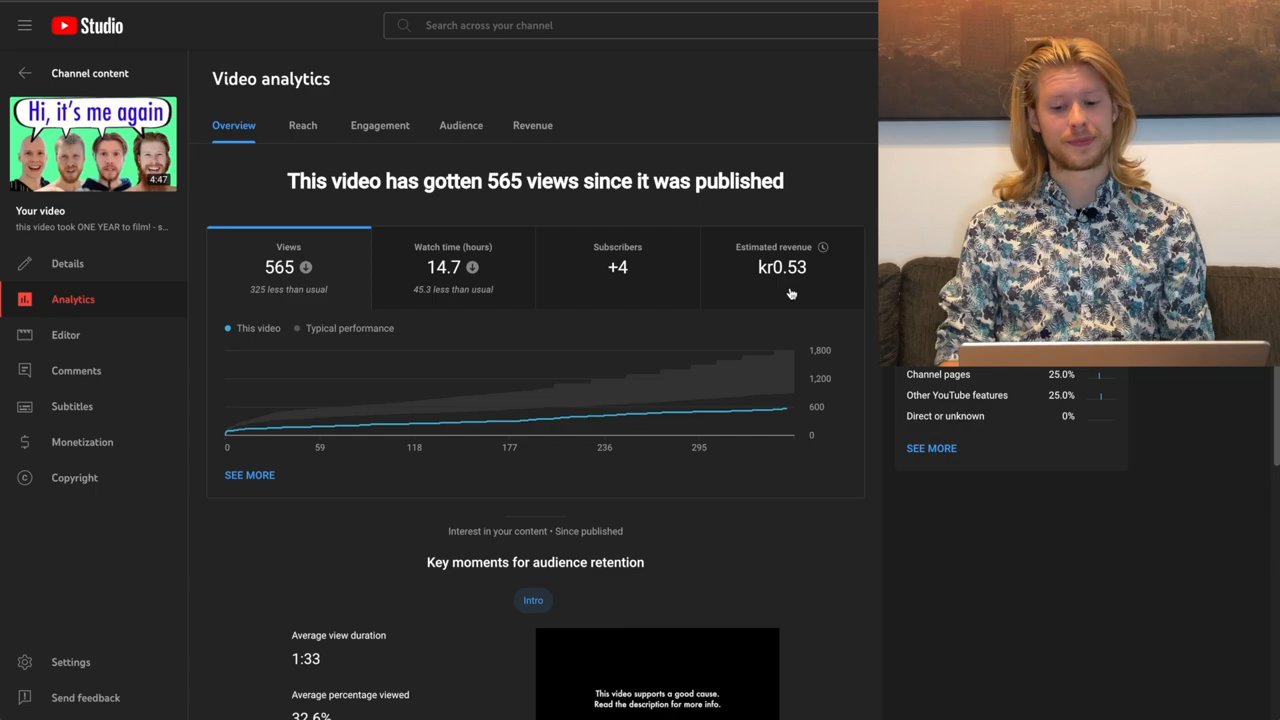 Studio
Search across your channel
Channel content
Hi, it's me again
4:47
Your video
this video took ONE YEAR to film! - s...
Details
Analytics
Editor
Comments
Subtitles
Monetization
Copyright
Settings
Send feedback
Video analytics
Overview
Reach
Engagement
Audience
Revenue
This video has gotten 565 views since it was published
Views
565
325 less than usual
Watch time (hours)
14.7
45.3 less than usual
Subscribers
+4
Estimated revenue
kr0.53
This video
Typical performance
1,800
1,200
600
0
0
59
118
177
236
295
SEE MORE
Interest in your content • Since published
Key moments for audience retention
Intro
Average view duration
1:33
Average percentage viewed
32.6%
This video supports a good cause.
Read the description for more info.
Channel pages 25.0%
Other YouTube features 25.0%
Direct or unknown 0%
SEE MORE